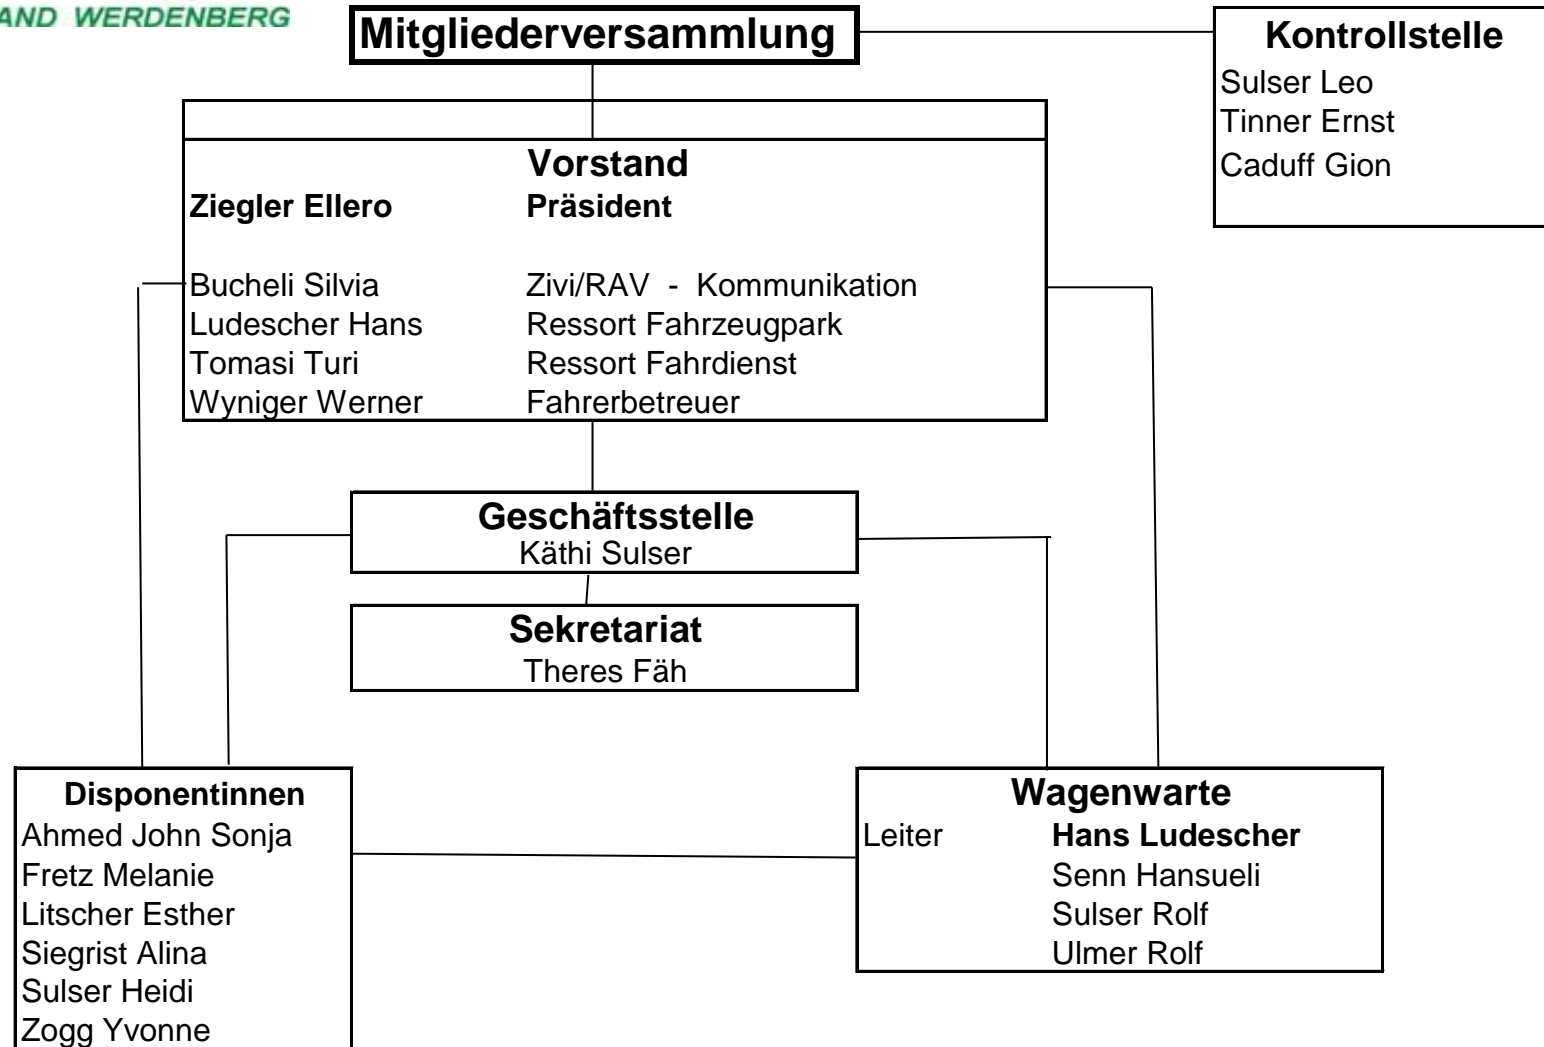 WERDENBERG
Mitgliederversammlung
Kontrollstelle
Sulser Leo
Tinner Ernst
Caduff Gion
Vorstand
Ziegler Ellero Präsident
Bucheli Silvia Zivi/RAV - Kommunikation
Ludescher Hans Ressort Fahrzeugpark
Tomasi Turi Ressort Fahrdienst
Wyniger Werner Fahrerbetreuer
Geschäftsstelle
Käthi Sulser
Sekretariat
Theres Fäh
Disponentinnen
Ahmed John Sonja
Fretz Melanie
Litscher Esther
Siegrist Alina
Sulser Heidi
Zogg Yvonne
Wagenwarte
Leiter Hans Ludescher
Senn Hansueli
Sulser Rolf
Ulmer Rolf